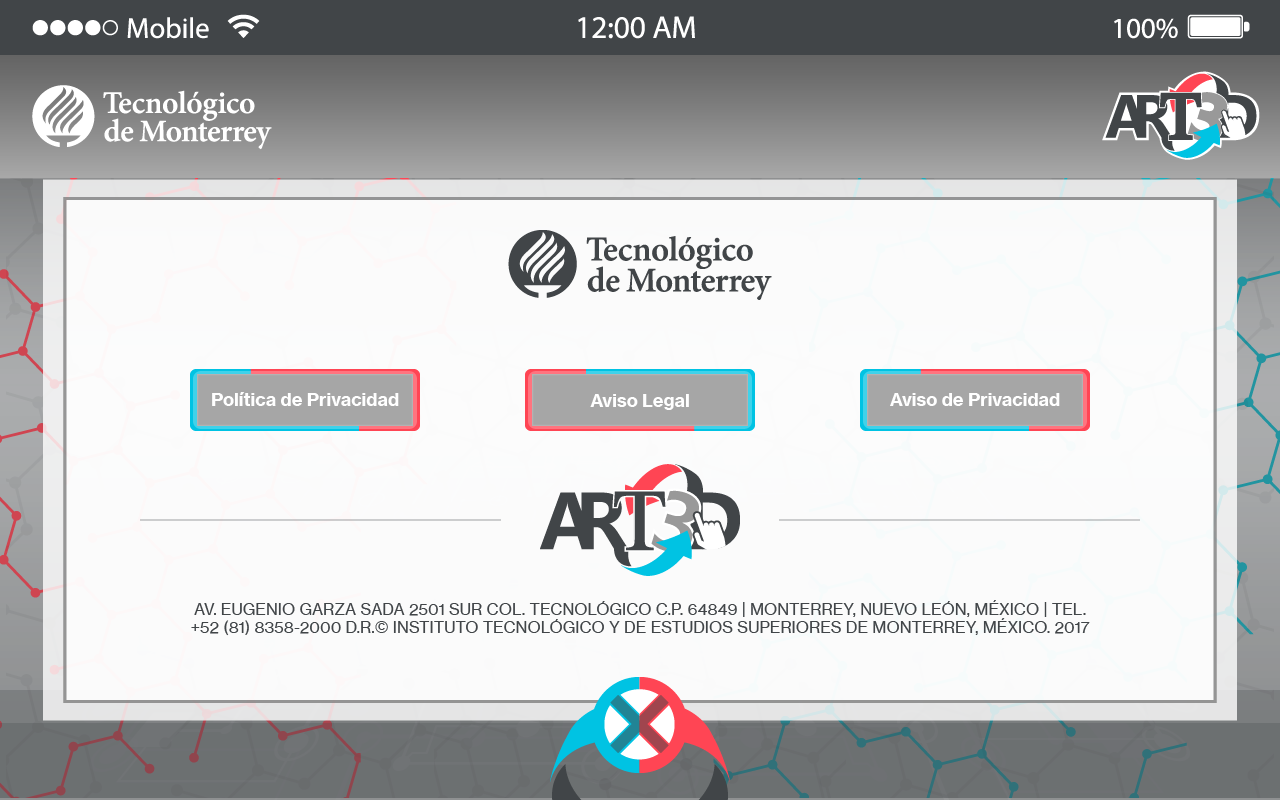 Mobile
12:00 AM
100%
Tecnológico
de Monterrey
ART3D
Tecnológico
de Monterrey
Política de Privacidad
Aviso Legal
Aviso de Privacidad
ART3D
AV. EUGENIO GARZA SADA 2501 SUR COL. TECNOLÓGICO C.P. 64849 | MONTERREY, NUEVO LEÓN, MÉXICO | TEL.
+52 (81) 8358-2000 D.R.© INSTITUTO TECNOLÓGICO Y DE ESTUDIOS SUPERIORES DE MONTERREY, MÉXICO. 2017